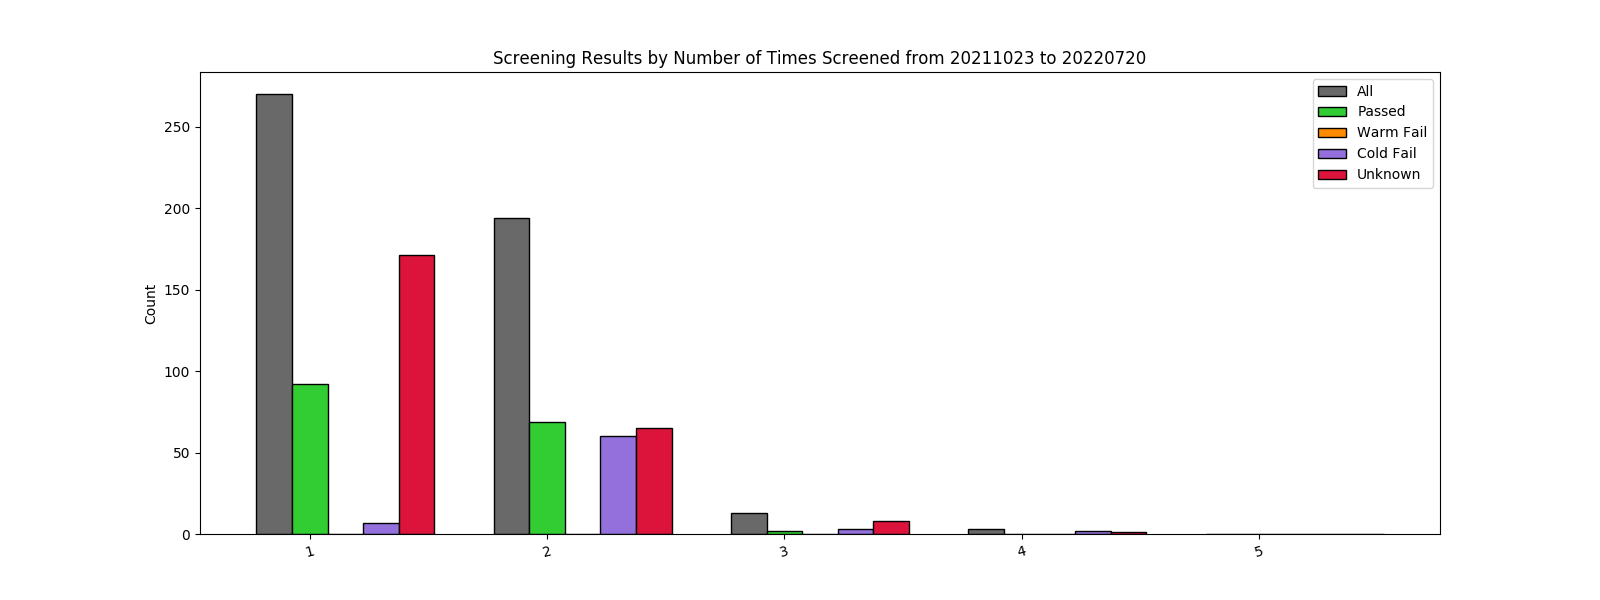 Screening Results by Number of Times Screened from 20211023 to 20220720
All
Passed
Warm Fail
Cold Fail
Unknown
Count
250
200
150
100
50
0
1 2 3 4 5